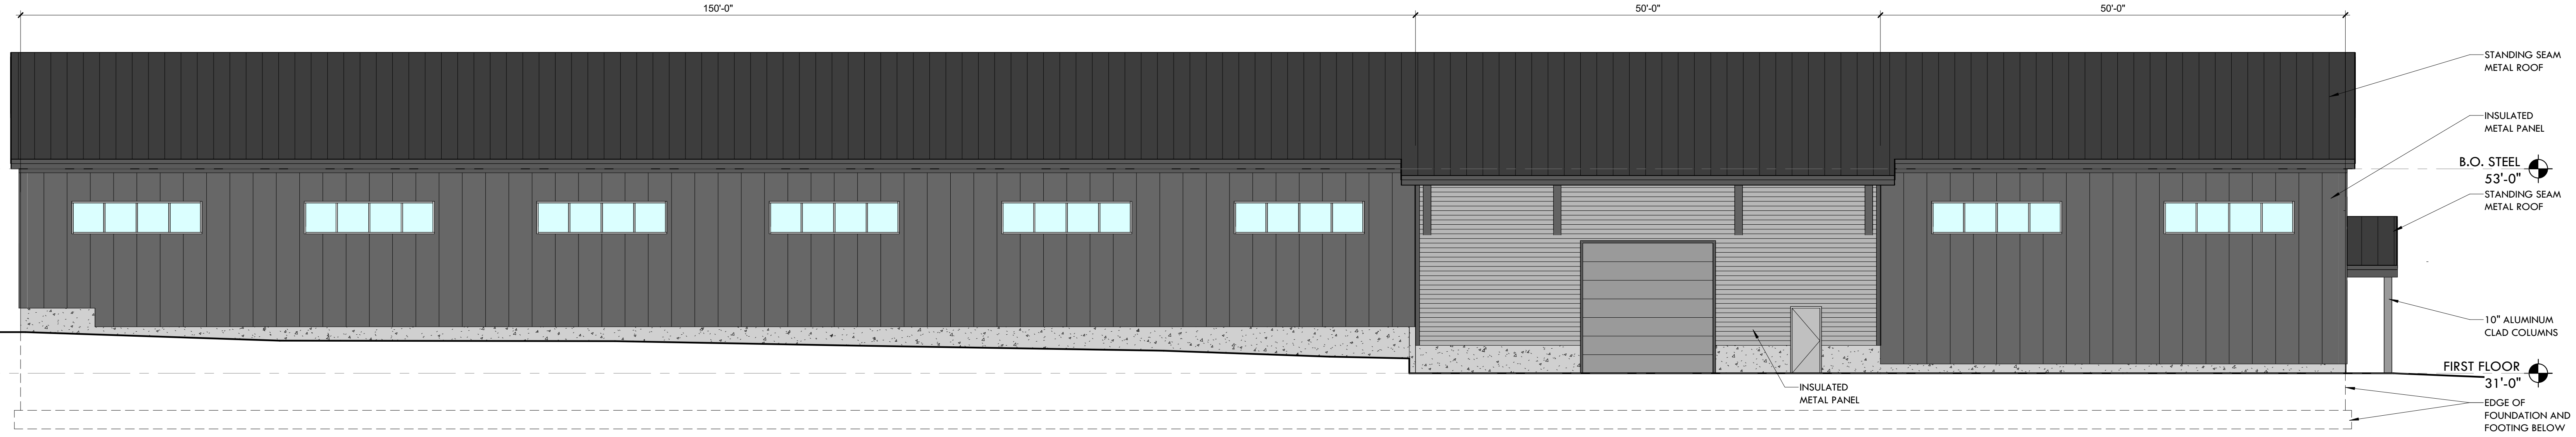 150'-0"
50'-0"
50'-0"
STANDING SEAM
METAL ROOF
INSULATED
METAL PANEL
B.O. STEEL
53'-0"
STANDING SEAM
METAL ROOF
10" ALUMINUM
CLAD COLUMNS
FIRST FLOOR
31'-0"
INSULATED
METAL PANEL
EDGE OF
FOUNDATION AND
FOOTING BELOW